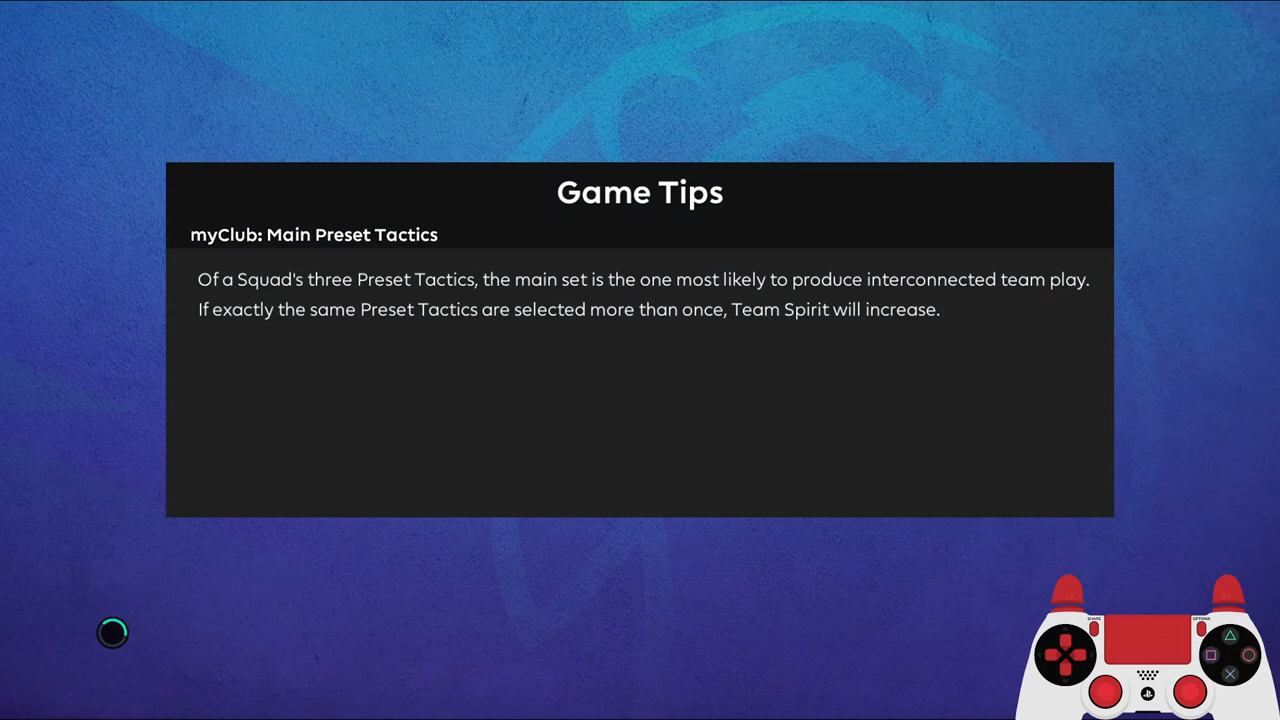 Game Tips
myClub: Main Preset Tactics
Of a Squad's three Preset Tactics, the main set is the one most likely to produce interconnected team play.
If exactly the same Preset Tactics are selected more than once, Team Spirit will increase.
SHARE
OPTIONS